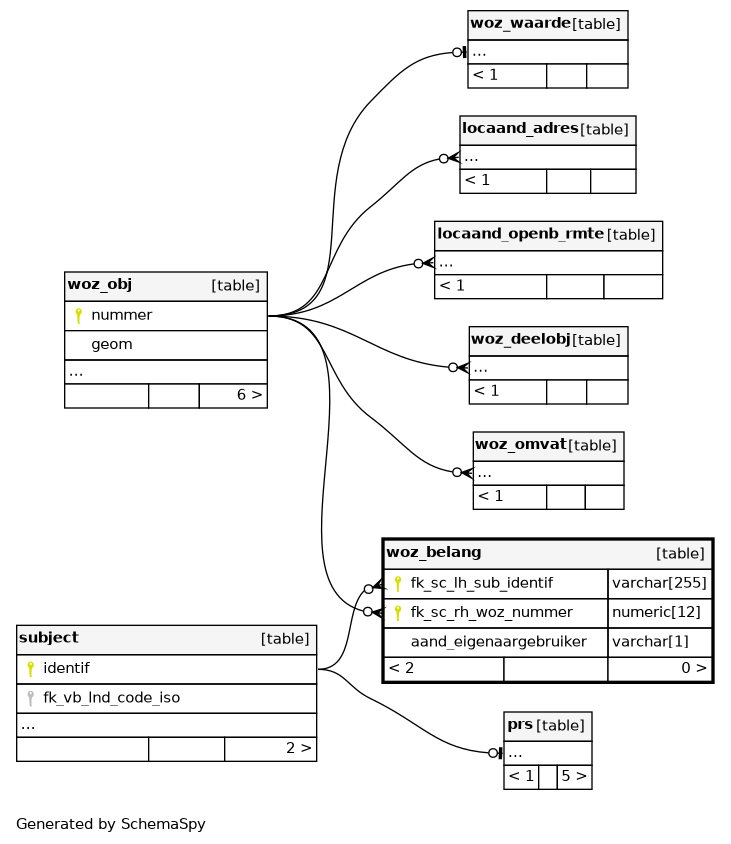 woz_waarde [table]
...
< 1
locaand_adres [table]
...
< 1
locaand_openb_rmte [table]
...
< 1
woz_obj [table]
nummer
geom
...
6 >
woz_deelobj [table]
...
< 1
woz_omvat [table]
...
< 1
woz_belang [table]
fk_sc_lh_sub_identif varchar[255]
fk_sc_rh_woz_nummer numeric[12]
aand_eigenaargebruiker varchar[1]
< 2 0 >
subject [table]
identif
fk_vb_lnd_code_iso
...
2 >
prs [table]
...
< 1 5 >
Generated by SchemaSpy